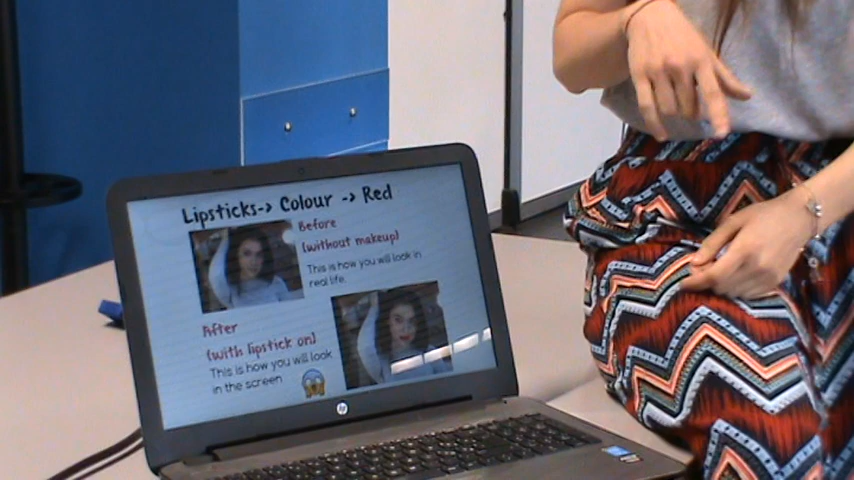 Lipsticks-> Colour -> Red
Before
(without makeup)
This is how you will look in
real life.
After
(with lipstick on)
This is how you will look
in the screen
hp